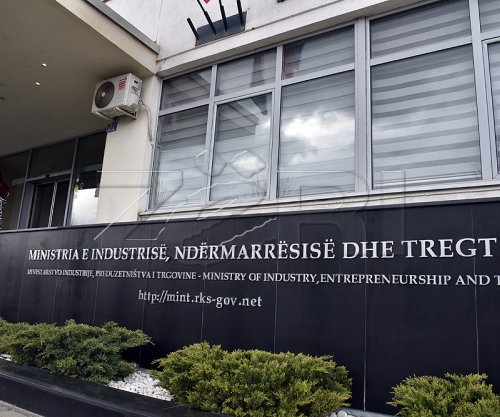 MINISTRIA E INDUSTRISË, NDËRMARRËSISË DHE TREGT
MINISTARSTVO INDUSTRIJE, PREDUZETNIŠTVA I TRGOVINE - MINISTRY OF INDUSTRY, ENTREPRENEURSHIP AND T
http://mint.rks-gov.net